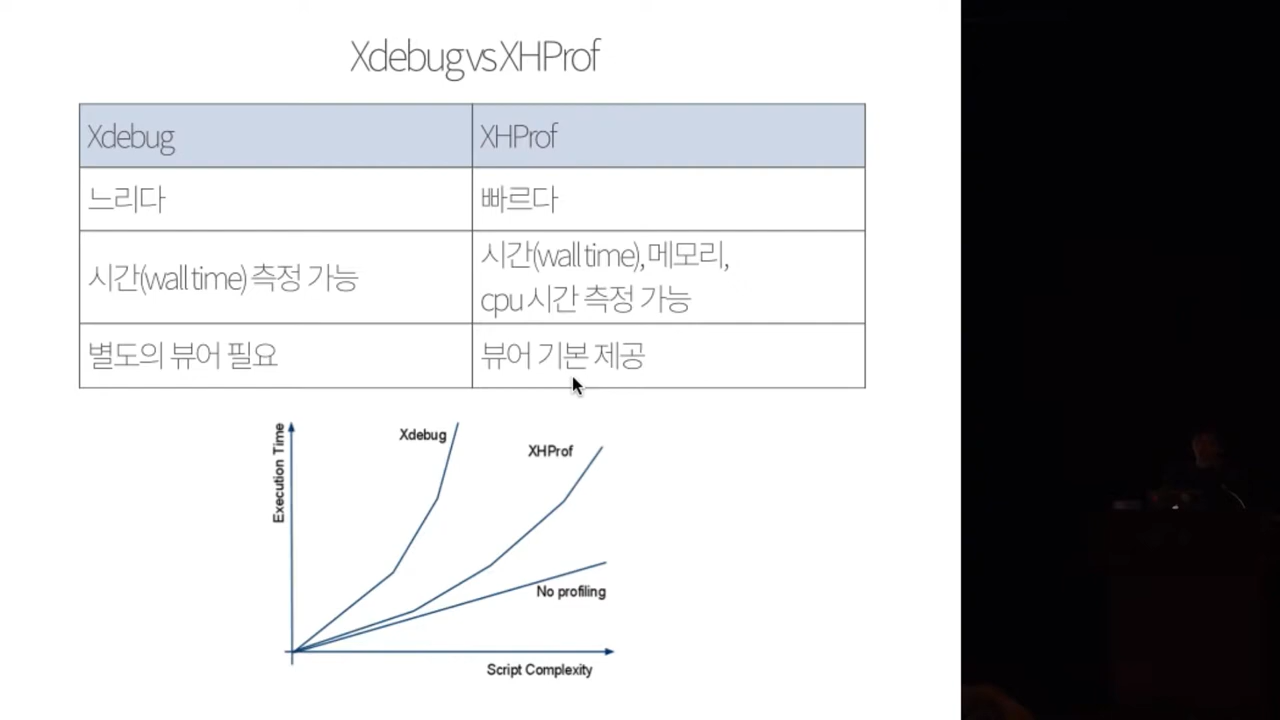 Xdebug vs XHProf
Xdebug
XHProf
느리다
빠르다
시간(wall time) 측정 가능
시간(wall time), 메모리,
cpu 시간 측정 가능
별도의 뷰어 필요
뷰어 기본 제공
Execution Time
Xdebug
XHProf
No profiling
Script Complexity